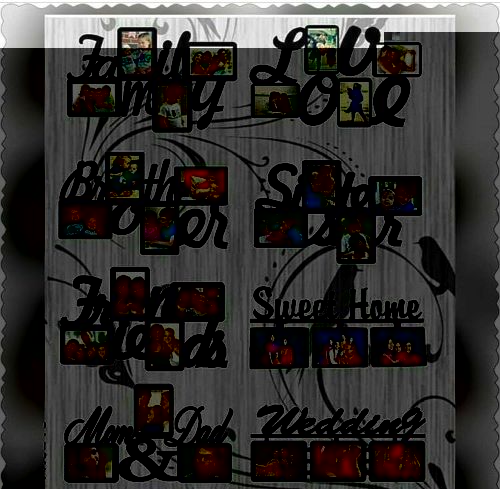 Family
Love
Brother
Sister
Friends
Sweet Home
Mom & Dad
Wedding